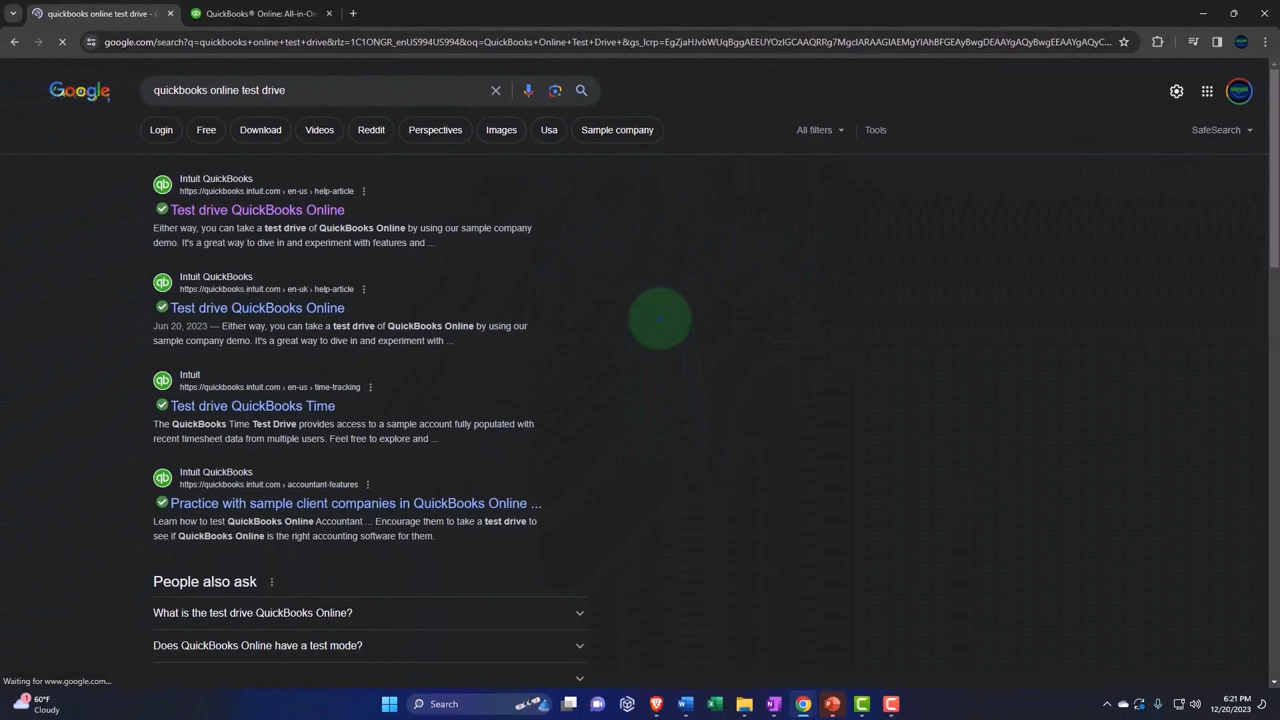 quickbooks online test drive - G
QuickBooks® Online: All-in-On
google.com/search?q=quickbooks+online+test+drive&rlz=1C1ONGR_enUS994US994&oq=QuickBooks+Online+Test+Drive+&gs_lcrp=
Google
quickbooks online test drive
Login
Free
Download
Videos
Reddit
Perspectives
Images
Usa
Sample company
All filters
Tools
SafeSearch
Intuit QuickBooks
https://quickbooks.intuit.com › en-us › help-article
Test drive QuickBooks Online
Either way, you can take a test drive of QuickBooks Online by using our sample company
demo. It's a great way to dive in and experiment with features and ...
Intuit QuickBooks
https://quickbooks.intuit.com › en-uk › help-article
Test drive QuickBooks Online
Jun 20, 2023 — Either way, you can take a test drive of QuickBooks Online by using our
sample company demo. It's a great way to dive in and experiment with ...
Intuit
https://quickbooks.intuit.com › en-us › time-tracking
Test drive QuickBooks Time
The QuickBooks Time Test Drive provides access to a sample account fully populated with
recent timesheet data from multiple users. Feel free to explore and ...
Intuit QuickBooks
https://quickbooks.intuit.com › accountant-features
Practice with sample client companies in QuickBooks Online ...
Learn how to test QuickBooks Online Accountant ... Encourage them to take a test drive to
see if QuickBooks Online is the right accounting software for them.
People also ask
What is the test drive QuickBooks Online?
Does QuickBooks Online have a test mode?
Waiting for www.google.com...
60°F
Cloudy
Search
6:21 PM
12/20/2023